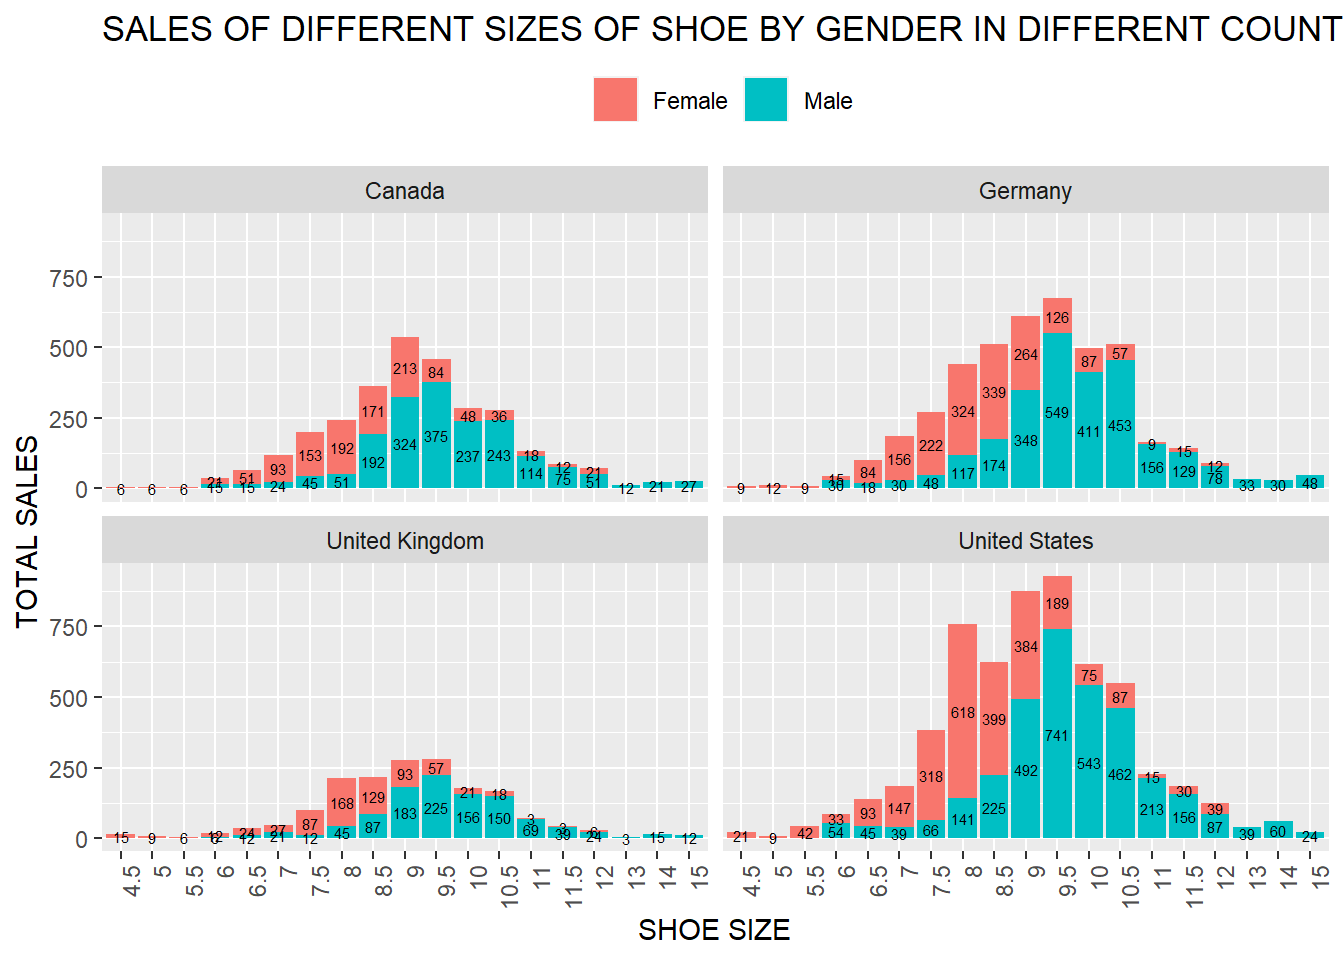 SALES OF DIFFERENT SIZES OF SHOE BY GENDER IN DIFFERENT COUNT
Female Male
Canada Germany
TOTAL SALES
750
500
250
0
213 84
171 48 36
153 192 324 375 237 243 18
93 192 114 12 21
21 51 45 51 75 51
6 6 6 15 15 24 12 21 27
126
264 87 57
324 339 549
222 348 411 453
156 174 9 15
84 117 156 129 12
15 30 48 78
9 12 9 30 18 33 30 48
United Kingdom United States
750
500
250
0
93 57
168 129 21 18
87 183 225 156 150 3
12 24 27 45 87 69 3 6
15 9 6 6 12 21 12 39 24 3 15 12
189
384
618 399 75 87
318 741
492 543 462
147 225 15 30
93 141 213 156 39
33 66 87
21 9 42 54 45 39 39 60 24
4.5 5 5.5 6 6.5 7 7.5 8 8.5 9 9.5 10 10.5 11 11.5 12 13 14 15
4.5 5 5.5 6 6.5 7 7.5 8 8.5 9 9.5 10 10.5 11 11.5 12 13 14 15
SHOE SIZE